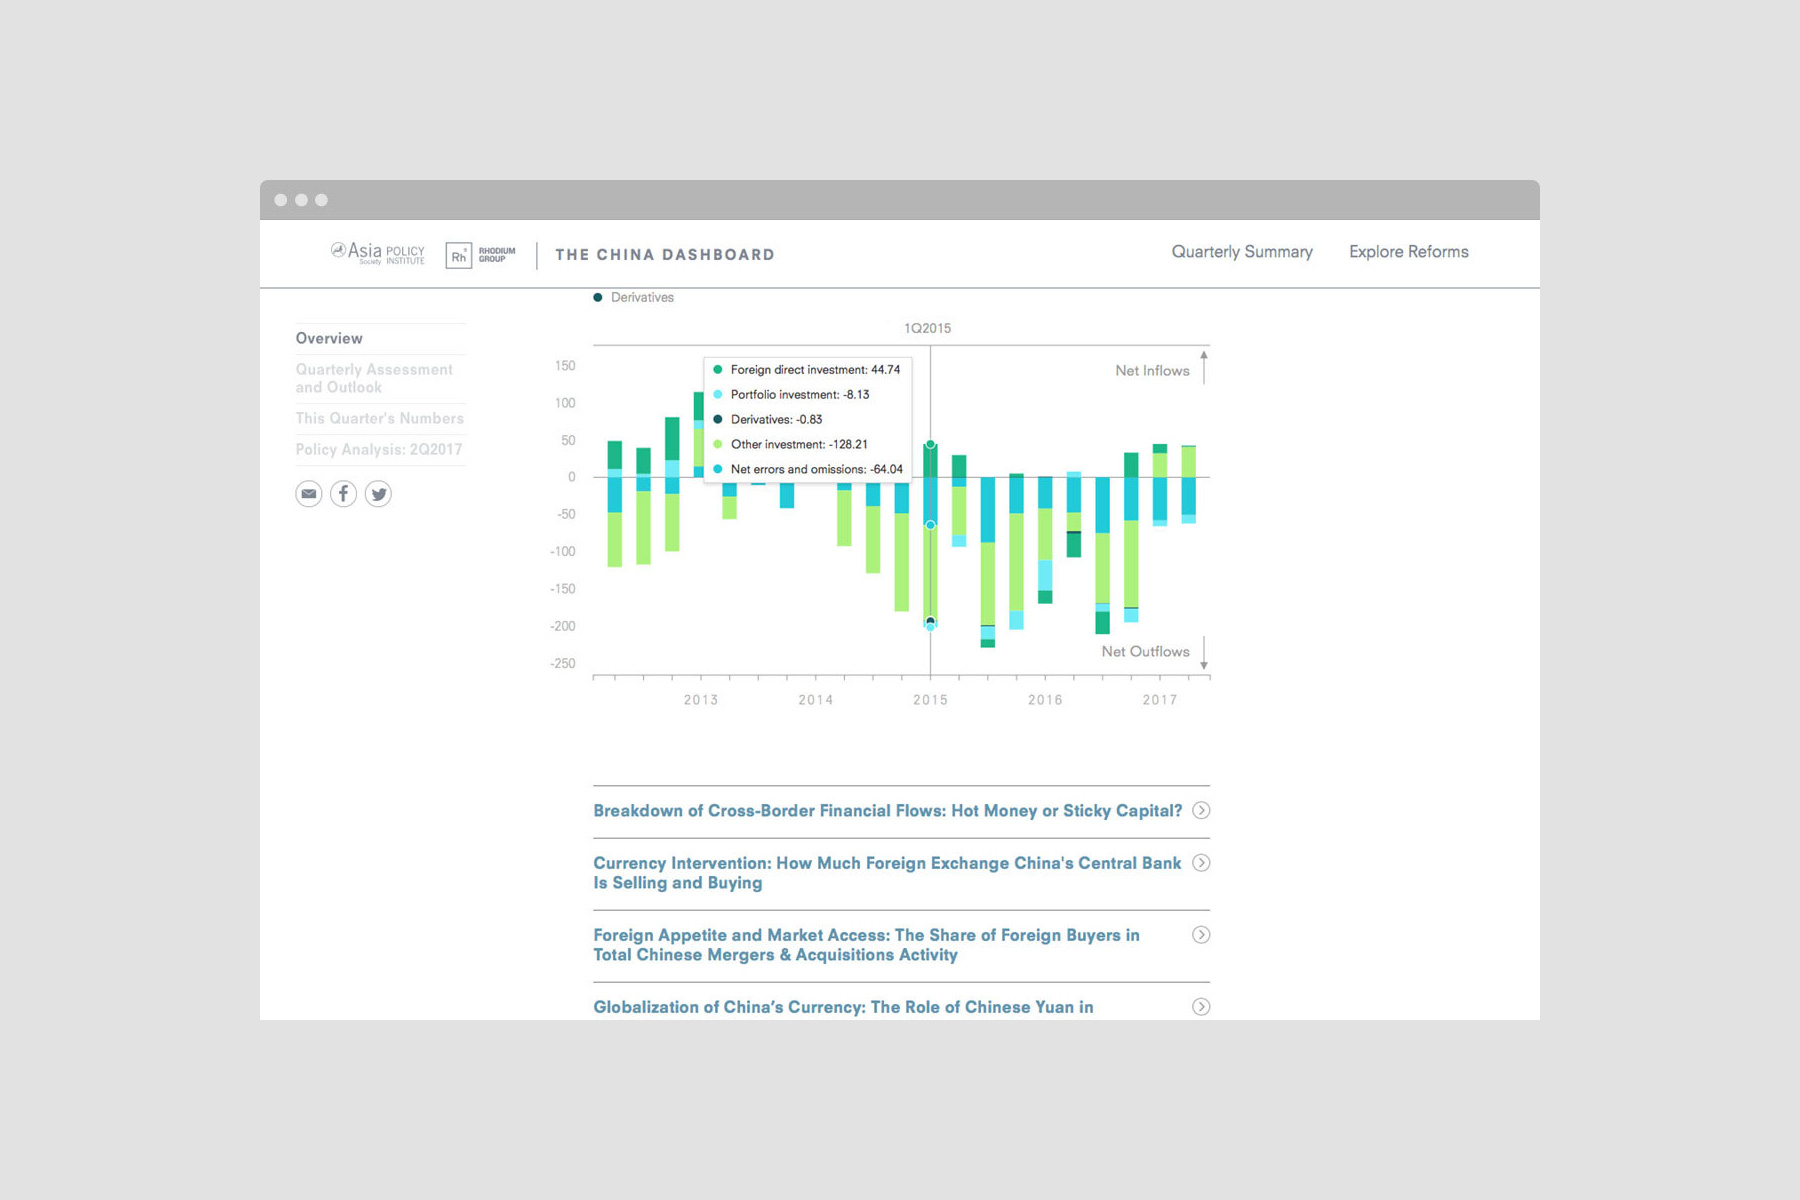 Asia Society POLICY INSTITUTE
Rh RHODIUM GROUP
THE CHINA DASHBOARD
Quarterly Summary
Explore Reforms
Overview
Quarterly Assessment
and Outlook
This Quarter's Numbers
Policy Analysis: 2Q2017
Derivatives
1Q2015
150
100
50
0
-50
-100
-150
-200
-250
Foreign direct investment: 44.74
Portfolio investment: -8.13
Derivatives: -0.83
Other investment: -128.21
Net errors and omissions: -64.04
Net Inflows
Net Outflows
2013
2014
2015
2016
2017
Breakdown of Cross-Border Financial Flows: Hot Money or Sticky Capital?
Currency Intervention: How Much Foreign Exchange China's Central Bank
Is Selling and Buying
Foreign Appetite and Market Access: The Share of Foreign Buyers in
Total Chinese Mergers & Acquisitions Activity
Globalization of China’s Currency: The Role of Chinese Yuan in